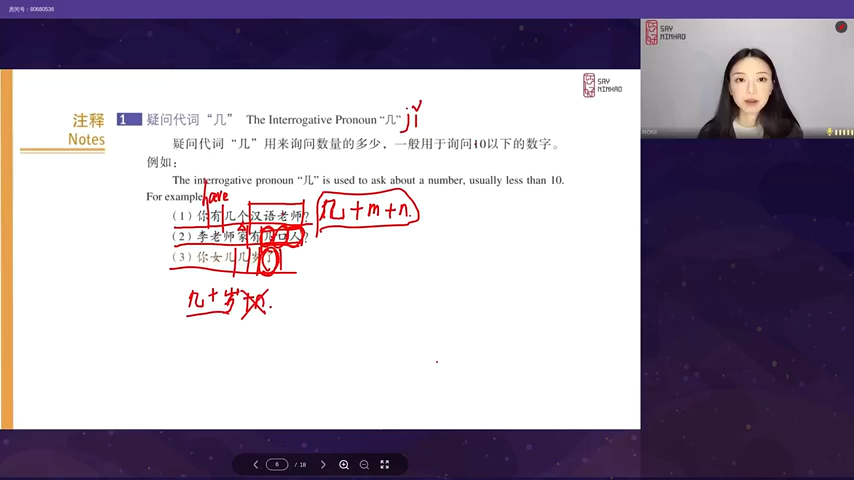 房间号：80680536
SAY NINHAO
SAY NINHAO
注释 1 疑问代词“几” The Interrogative Pronoun “几” jǐ
Notes
疑问代词“几”用来询问数量的多少，一般用于询问10以下的数字。
例如：
The interrogative pronoun “几” is used to ask about a number, usually less than 10.
For example
have
(1) 你有几个汉语老师? 几+m+n.
(2) 李老师家有几口人?
(3) 你女儿几岁了
几+岁+n.
6 / 18